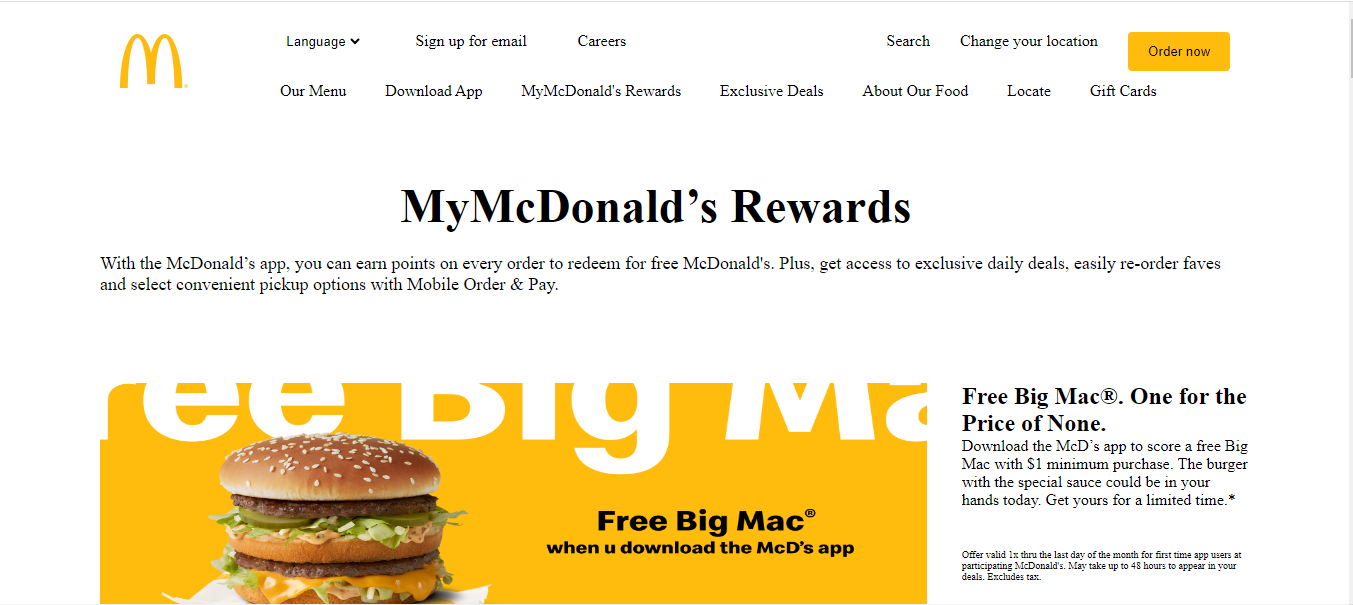 Language Sign up for email Careers Search Change your location Order now
Our Menu Download App MyMcDonald's Rewards Exclusive Deals About Our Food Locate Gift Cards
MyMcDonald’s Rewards
With the McDonald’s app, you can earn points on every order to redeem for free McDonald's. Plus, get access to exclusive daily deals, easily re-order faves
and select convenient pickup options with Mobile Order & Pay.
ree Big Ma
Free Big Mac®
when u download the McD’s app
Free Big Mac®. One for the
Price of None.
Download the McD’s app to score a free Big
Mac with $1 minimum purchase. The burger
with the special sauce could be in your
hands today. Get yours for a limited time.*
Offer valid 1x thru the last day of the month for first time app users at
participating McDonald's. May take up to 48 hours to appear in your
deals. Excludes tax.